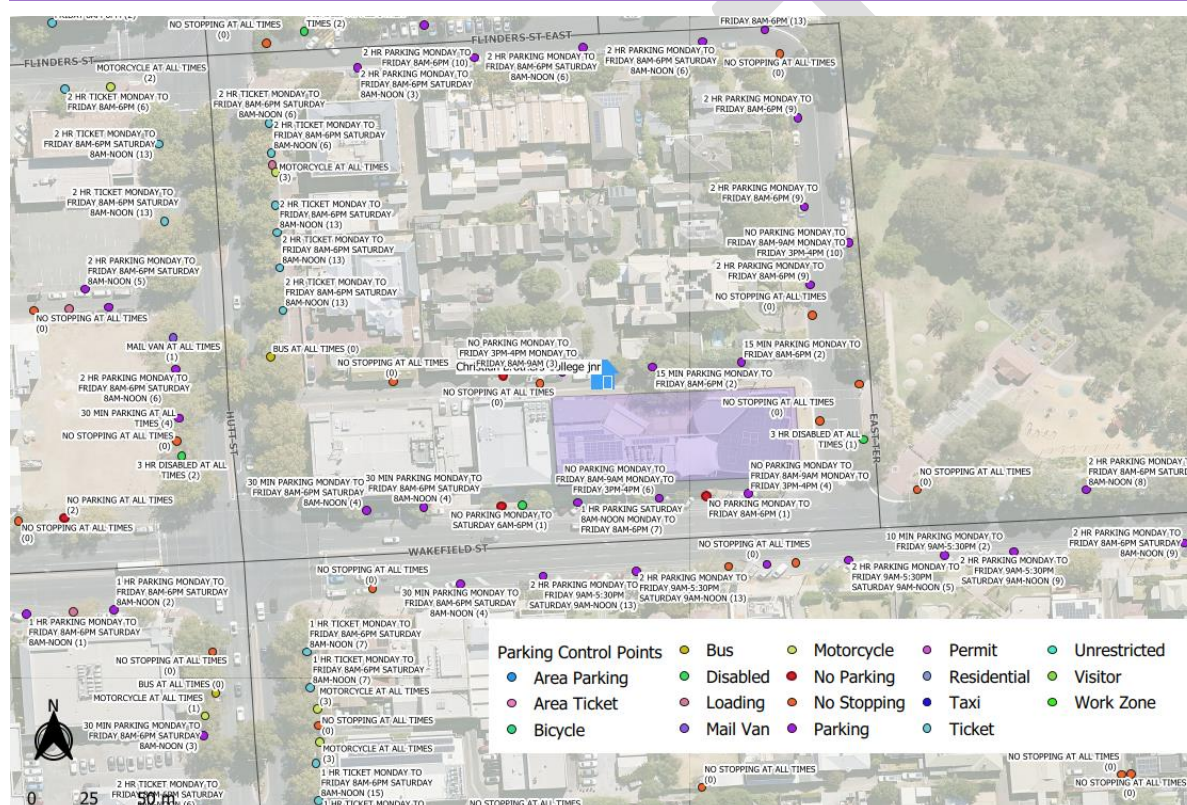 NO STOPPING AT ALL TIMES
(0)
TIMES (2)
FRIDAY 8AM-6PM (13)
FLINDERS ST
FLINDERS ST EAST
MOTORCYCLE AT ALL TIMES
(2)
2 HR TICKET MONDAY TO
FRIDAY 8AM-6PM (6)
2 HR TICKET MONDAY TO
FRIDAY 8AM-6PM SATURDAY
8AM-NOON (6)
2 HR PARKING MONDAY TO
FRIDAY 8AM-6PM (10)
2 HR PARKING MONDAY TO
FRIDAY 8AM-6PM SATURDAY
8AM-NOON (3)
2 HR PARKING MONDAY TO
FRIDAY 8AM-6PM SATURDAY
8AM-NOON (6)
2 HR PARKING MONDAY TO
FRIDAY 8AM-6PM SATURDAY
8AM-NOON (6)
NO STOPPING AT ALL TIMES
(0)
2 HR PARKING MONDAY TO
FRIDAY 8AM-6PM (9)
2 HR TICKET MONDAY TO
FRIDAY 8AM-6PM SATURDAY
8AM-NOON (13)
2 HR TICKET MONDAY TO
FRIDAY 8AM-6PM SATURDAY
8AM-NOON (6)
MOTORCYCLE AT ALL TIMES
(3)
2 HR TICKET MONDAY TO
FRIDAY 8AM-6PM SATURDAY
8AM-NOON (13)
2 HR TICKET MONDAY TO
FRIDAY 8AM-6PM SATURDAY
8AM-NOON (13)
2 HR PARKING MONDAY TO
FRIDAY 8AM-6PM (9)
NO PARKING MONDAY TO
FRIDAY 8AM-9AM MONDAY TO
FRIDAY 3PM-4PM (10)
2 HR PARKING MONDAY TO
FRIDAY 8AM-6PM (9)
NO STOPPING AT ALL TIMES
(0)
2 HR TICKET MONDAY TO
FRIDAY 8AM-6PM SATURDAY
8AM-NOON (13)
2 HR PARKING MONDAY TO
FRIDAY 8AM-6PM SATURDAY
8AM-NOON (5)
2 HR TICKET MONDAY TO
FRIDAY 8AM-6PM SATURDAY
8AM-NOON (13)
NO STOPPING AT ALL TIMES
(0)
MAIL VAN AT ALL TIMES
(1)
BUS AT ALL TIMES (0)
NO STOPPING AT ALL TIMES
(0)
NO PARKING MONDAY TO
FRIDAY 3PM-4PM MONDAY TO
FRIDAY 8AM-9AM (3)
Christian Brothers College jnr
15 MIN PARKING MONDAY TO
FRIDAY 8AM-6PM (2)
15 MIN PARKING MONDAY TO
FRIDAY 8AM-6PM (2)
NO STOPPING AT ALL TIMES
(0)
NO STOPPING AT ALL TIMES
(0)
2 HR PARKING MONDAY TO
FRIDAY 8AM-6PM SATURDAY
8AM-NOON (6)
30 MIN PARKING AT ALL
TIMES (4)
NO STOPPING AT ALL TIMES
(0)
3 HR DISABLED AT ALL
TIMES (2)
HUTT ST
EAST TER
3 HR DISABLED AT ALL
TIMES (1)
30 MIN PARKING MONDAY TO
FRIDAY 8AM-6PM SATURDAY
8AM-NOON (4)
30 MIN PARKING MONDAY TO
FRIDAY 8AM-6PM SATURDAY
8AM-NOON (4)
NO PARKING MONDAY TO
FRIDAY 8AM-9AM MONDAY TO
FRIDAY 3PM-4PM (6)
NO PARKING MONDAY TO
FRIDAY 8AM-9AM MONDAY TO
FRIDAY 3PM-4PM (4)
NO STOPPING AT ALL TIMES
(0)
2 HR PARKING MONDAY
FRIDAY 8AM-6PM
8AM-NOON (8)
NO PARKING AT ALL TIMES
(2)
NO STOPPING AT ALL TIMES
(0)
NO PARKING MONDAY TO
SATURDAY 6AM-6PM (1)
1 HR PARKING SATURDAY
8AM-NOON MONDAY TO
FRIDAY 8AM-6PM (7)
NO PARKING MONDAY TO
FRIDAY 8AM-6PM (1)
WAKEFIELD ST
NO STOPPING AT ALL TIMES
(0)
10 MIN PARKING MONDAY TO
FRIDAY 9AM-5:30PM (2)
2 HR PARKING MONDAY TO
FRIDAY 8AM-6PM SATURDAY
8AM-NOON (9)
NO STOPPING AT ALL TIMES
(0)
2 HR PARKING MONDAY TO
FRIDAY 9AM-5:30PM
SATURDAY 9AM-NOON (13)
2 HR PARKING MONDAY TO
FRIDAY 9AM-5:30PM
SATURDAY 9AM-NOON (13)
2 HR PARKING MONDAY TO
FRIDAY 9AM-5:30PM
SATURDAY 9AM-NOON (5)
2 HR PARKING MONDAY TO
FRIDAY 9AM-5:30PM
SATURDAY 9AM-NOON (9)
1 HR PARKING MONDAY TO
FRIDAY 8AM-6PM SATURDAY
8AM-NOON (2)
30 MIN PARKING MONDAY TO
FRIDAY 8AM-6PM SATURDAY
8AM-NOON (4)
1 HR PARKING MONDAY TO
FRIDAY 8AM-6PM SATURDAY
8AM-NOON (1)
1 HR TICKET MONDAY TO
FRIDAY 8AM-6PM SATURDAY
8AM-NOON (7)
NO STOPPING AT ALL TIMES
(0)
1 HR TICKET MONDAY TO
FRIDAY 8AM-6PM SATURDAY
8AM-NOON (7)
BUS AT ALL TIMES (0)
MOTORCYCLE AT ALL TIMES
(1)
MOTORCYCLE AT ALL TIMES
(3)
30 MIN PARKING MONDAY TO
FRIDAY 8AM-6PM SATURDAY
8AM-NOON (3)
NO STOPPING AT ALL TIMES
(0)
MOTORCYCLE AT ALL TIMES
(3)
1 HR TICKET MONDAY TO
FRIDAY 8AM-6PM SATURDAY
8AM-NOON (15)
2 HR TICKET MONDAY TO
1 HR TICKET MONDAY TO
NO STOPPING AT ALL TIMES
NO STOPPING AT ALL TIMES
(0)
NO STOPPING AT ALL TIMES
(0)
NO STOPPING AT ALL TIMES
(0)
N
0 25 50 m
Parking Control Points
Area Parking
Area Ticket
Bicycle
Bus
Disabled
Loading
Mail Van
Motorcycle
No Parking
No Stopping
Parking
Permit
Residential
Taxi
Ticket
Unrestricted
Visitor
Work Zone